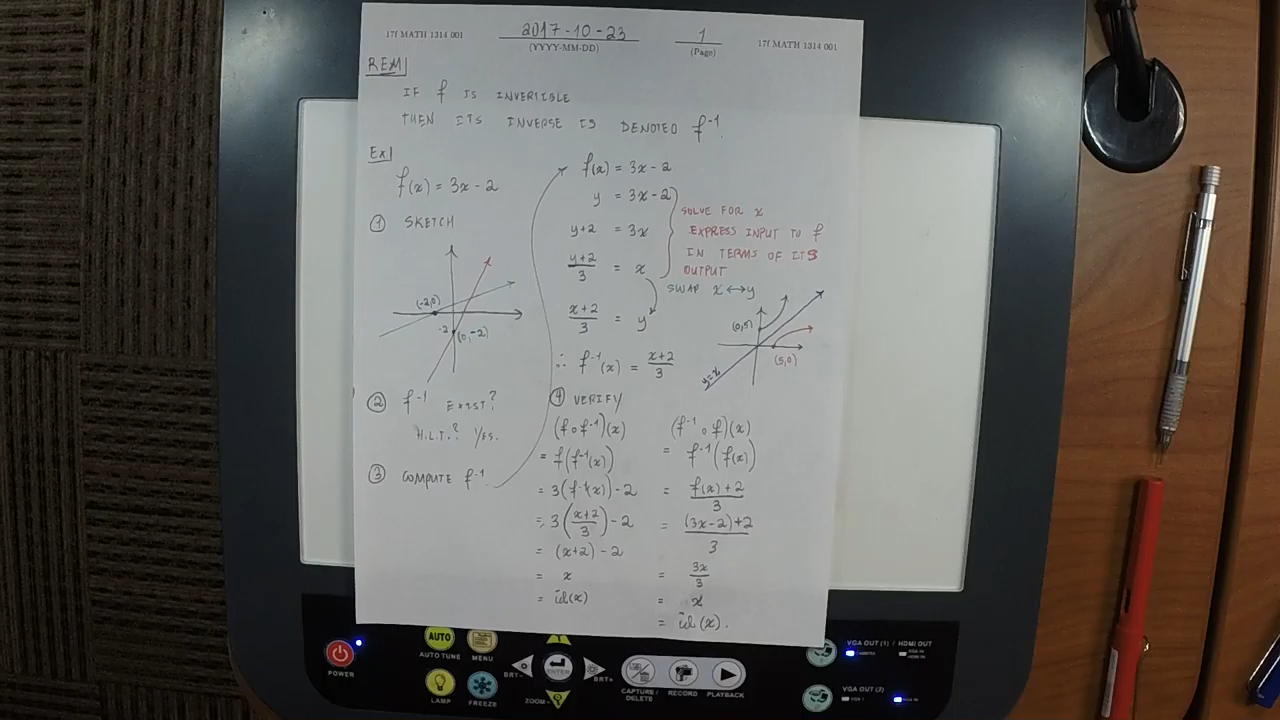 17f MATH 1314 001
2017-10-23
(YYYY-MM-DD)
1
(Page)
17f MATH 1314 001
REM
IF f IS INVERTIBLE
THEN ITS INVERSE IS DENOTED f⁻¹.
EX
f(x) = 3x - 2
① SKETCH
(-2,0)
-2
(0,-2)
② f⁻¹ EXIST?
H.L.T.? YES.
③ COMPUTE f⁻¹.
f(x) = 3x - 2
y = 3x - 2
y+2 = 3x
y+2/3 = x
SOLVE FOR x
EXPRESS INPUT TO f
IN TERMS OF ITS
OUTPUT
SWAP x ↔ y
x+2/3 = y
∴ f⁻¹(x) = x+2/3
(0,5)
(5,0)
y=x
④ VERIFY
(f∘f⁻¹)(x)
= f(f⁻¹(x))
= 3(f⁻¹(x)) - 2
= 3(x+2/3) - 2
= (x+2) - 2
= x
= id(x)
(f⁻¹∘f)(x)
= f⁻¹(f(x))
= f(x)+2/3
= (3x-2)+2/3
= 3x/3
= x
= id(x).
POWER
AUTO
AUTO TUNE
MENU
LAMP
FREEZE
BRT-
ENTER
BRT+
ZOOM-
CAPTURE /
DELETE
RECORD
PLAYBACK
VGA OUT (1) / HDMI OUT
VGA OUT (2)